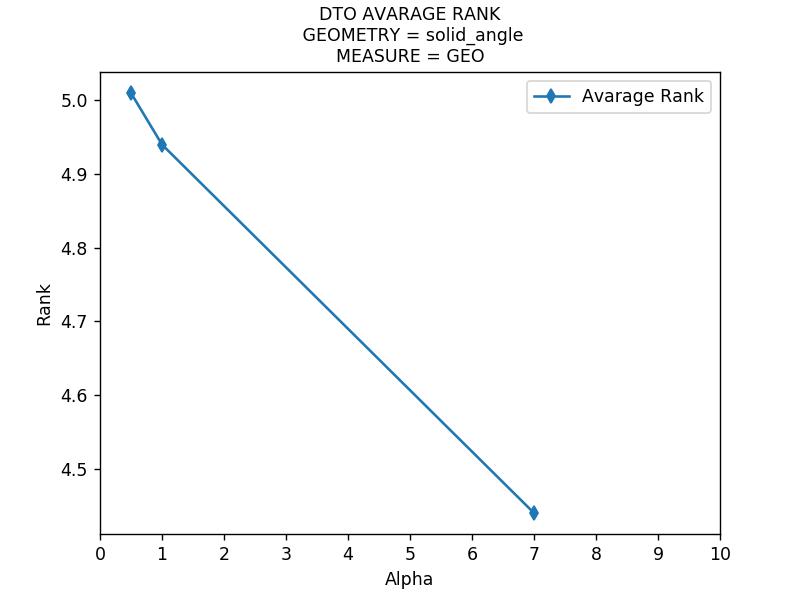 DTO AVARAGE RANK
GEOMETRY = solid_angle
MEASURE = GEO
Avarage Rank
5.0
4.9
4.8
4.7
4.6
4.5
Rank
0 1 2 3 4 5 6 7 8 9 10
Alpha